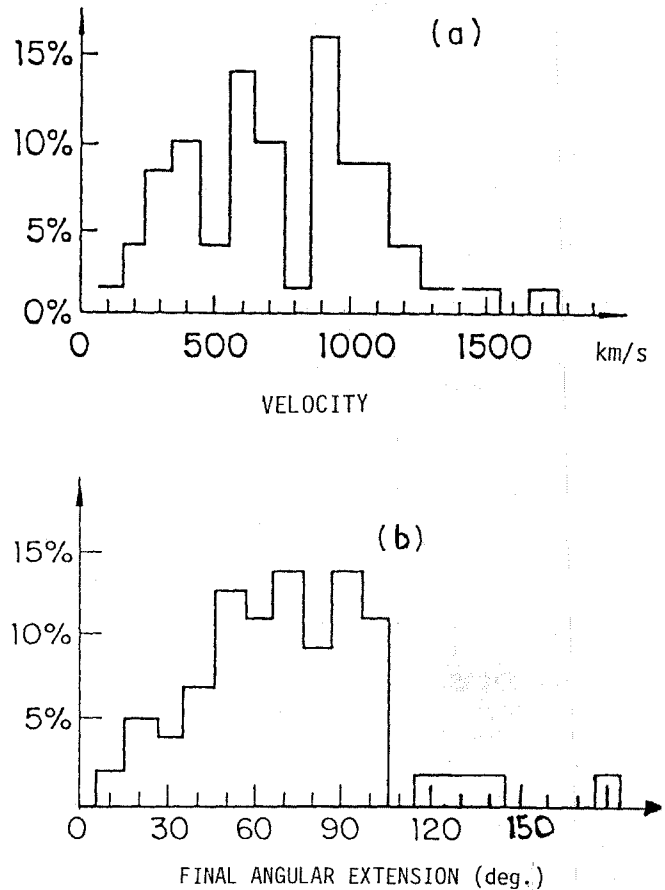 (a)
15%
10%
5%
0%
0 500 1000 1500 km/s
VELOCITY
(b)
15%
10%
5%
0 30 60 90 120 150
FINAL ANGULAR EXTENSION (deg.)